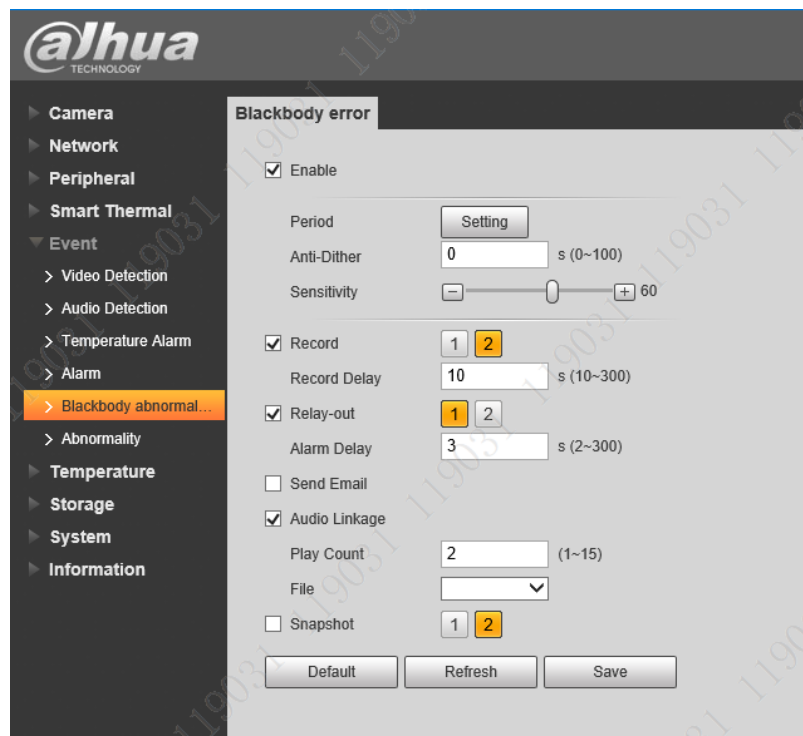 alhua
TECHNOLOGY
Camera
Network
Peripheral
Smart Thermal
Event
Video Detection
Audio Detection
Temperature Alarm
Alarm
Blackbody abnormal...
Abnormality
Temperature
Storage
System
Information
Blackbody error
Enable
Period Setting
Anti-Dither 0 s (0~100)
Sensitivity 60
Record 1 2
Record Delay 10 s (10~300)
Relay-out 1 2
Alarm Delay 3 s (2~300)
Send Email
Audio Linkage
Play Count 2 (1~15)
File
Snapshot 1 2
Default Refresh Save
119031 119031 119031